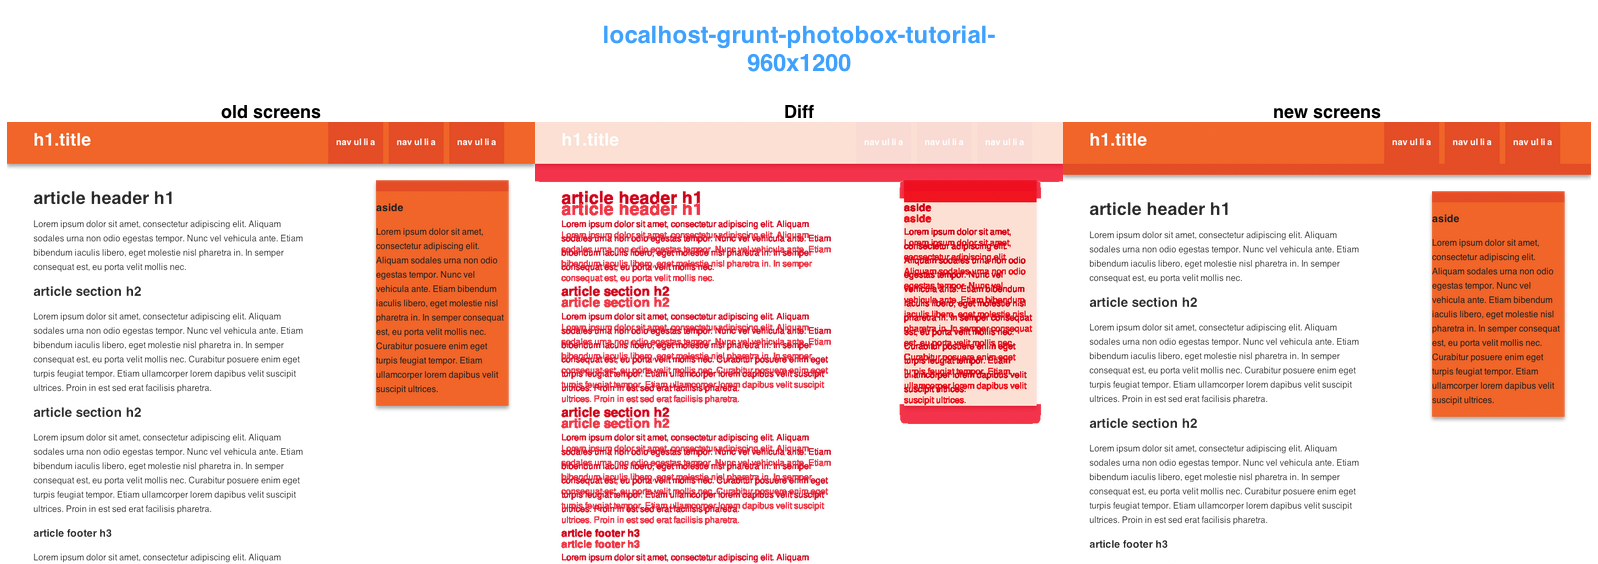 localhost-grunt-photobox-tutorial-
960x1200
old screens
h1.title
nav ul li a nav ul li a nav ul li a
article header h1
Lorem ipsum dolor sit amet, consectetur adipiscing elit. Aliquam
sodales urna non odio egestas tempor. Nunc vel vehicula ante. Etiam
bibendum iaculis libero, eget molestie nisl pharetra in. In semper
consequat est, eu porta velit mollis nec.
article section h2
Lorem ipsum dolor sit amet, consectetur adipiscing elit. Aliquam
sodales urna non odio egestas tempor. Nunc vel vehicula ante. Etiam
bibendum iaculis libero, eget molestie nisl pharetra in. In semper
consequat est, eu porta velit mollis nec. Curabitur posuere enim eget
turpis feugiat tempor. Etiam ullamcorper lorem dapibus velit suscipit
ultrices. Proin in est sed erat facilisis pharetra.
article section h2
Lorem ipsum dolor sit amet, consectetur adipiscing elit. Aliquam
sodales urna non odio egestas tempor. Nunc vel vehicula ante. Etiam
bibendum iaculis libero, eget molestie nisl pharetra in. In semper
consequat est, eu porta velit mollis nec. Curabitur posuere enim eget
turpis feugiat tempor. Etiam ullamcorper lorem dapibus velit suscipit
ultrices. Proin in est sed erat facilisis pharetra.
article footer h3
Lorem ipsum dolor sit amet, consectetur adipiscing elit. Aliquam
aside
Lorem ipsum dolor sit amet,
consectetur adipiscing elit.
Aliquam sodales urna non odio
egestas tempor. Nunc vel
vehicula ante. Etiam bibendum
iaculis libero, eget molestie nisl
pharetra in. In semper consequat
est, eu porta velit mollis nec.
Curabitur posuere enim eget
turpis feugiat tempor. Etiam
ullamcorper lorem dapibus velit
suscipit ultrices.
Diff
h1.title
nav ul li a nav ul li a nav ul li a
article header h1
article header h1
Lorem ipsum dolor sit amet, consectetur adipiscing elit. Aliquam
consequat est, eu porta velit mollis nec.
article section h2
article section h2
Lorem ipsum dolor sit amet, consectetur adipiscing elit. Aliquam
ultrices. Proin in est sed erat facilisis pharetra.
article section h2
article section h2
Lorem ipsum dolor sit amet, consectetur adipiscing elit. Aliquam
ultrices. Proin in est sed erat facilisis pharetra.
article footer h3
article footer h3
Lorem ipsum dolor sit amet, consectetur adipiscing elit. Aliquam
aside
aside
Lorem ipsum dolor sit amet,
suscipit ultrices.
new screens
h1.title
nav ul li a nav ul li a nav ul li a
article header h1
Lorem ipsum dolor sit amet, consectetur adipiscing elit. Aliquam
sodales urna non odio egestas tempor. Nunc vel vehicula ante. Etiam
bibendum iaculis libero, eget molestie nisl pharetra in. In semper
consequat est, eu porta velit mollis nec.
article section h2
Lorem ipsum dolor sit amet, consectetur adipiscing elit. Aliquam
sodales urna non odio egestas tempor. Nunc vel vehicula ante. Etiam
bibendum iaculis libero, eget molestie nisl pharetra in. In semper
consequat est, eu porta velit mollis nec. Curabitur posuere enim eget
turpis feugiat tempor. Etiam ullamcorper lorem dapibus velit suscipit
ultrices. Proin in est sed erat facilisis pharetra.
article section h2
Lorem ipsum dolor sit amet, consectetur adipiscing elit. Aliquam
sodales urna non odio egestas tempor. Nunc vel vehicula ante. Etiam
bibendum iaculis libero, eget molestie nisl pharetra in. In semper
consequat est, eu porta velit mollis nec. Curabitur posuere enim eget
turpis feugiat tempor. Etiam ullamcorper lorem dapibus velit suscipit
ultrices. Proin in est sed erat facilisis pharetra.
article footer h3
aside
Lorem ipsum dolor sit amet,
consectetur adipiscing elit.
Aliquam sodales urna non odio
egestas tempor. Nunc vel
vehicula ante. Etiam bibendum
iaculis libero, eget molestie nisl
pharetra in. In semper consequat
est, eu porta velit mollis nec.
Curabitur posuere enim eget
turpis feugiat tempor. Etiam
ullamcorper lorem dapibus velit
suscipit ultrices.